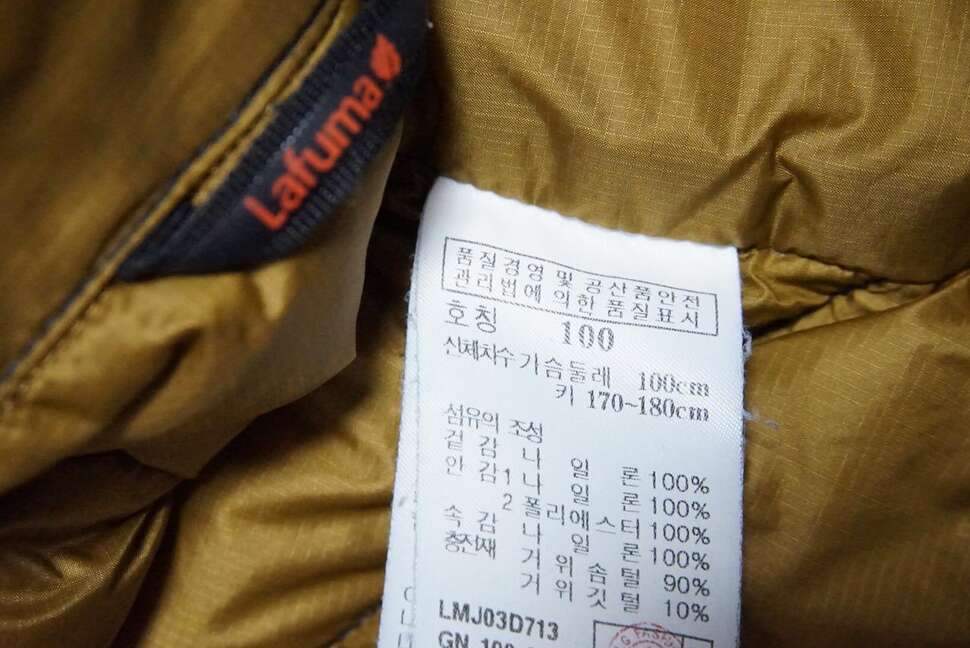 Lafuma
품질경영 및 공산품안전
관리법에 의한 품질표시
호칭 100
신체치수 가슴둘레 100cm
키 170~180cm
섬유의 조성
겉감 나일론 100%
안감1 나일론 100%
2 폴리에스터 100%
속감 나일론 100%
충전재 거위솜털 90%
거위깃털 10%
LMJ03D713
GN 100